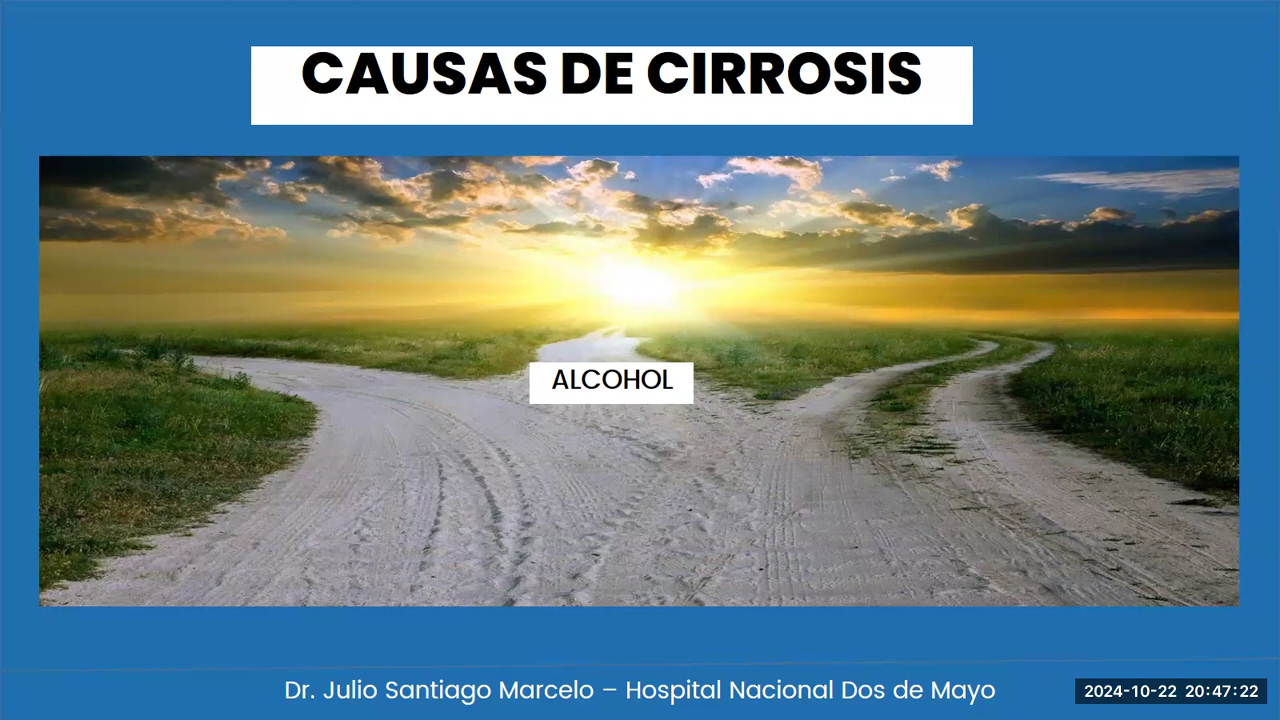 CAUSAS DE CIRROSIS
ALCOHOL
Dr. Julio Santiago Marcelo – Hospital Nacional Dos de Mayo
2024-10-22 20:47:22